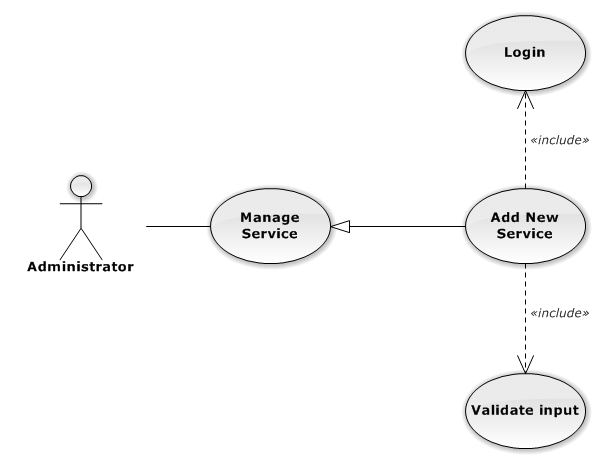 Login
«include»
Administrator
Manage
Service
Add New
Service
«include»
Validate input